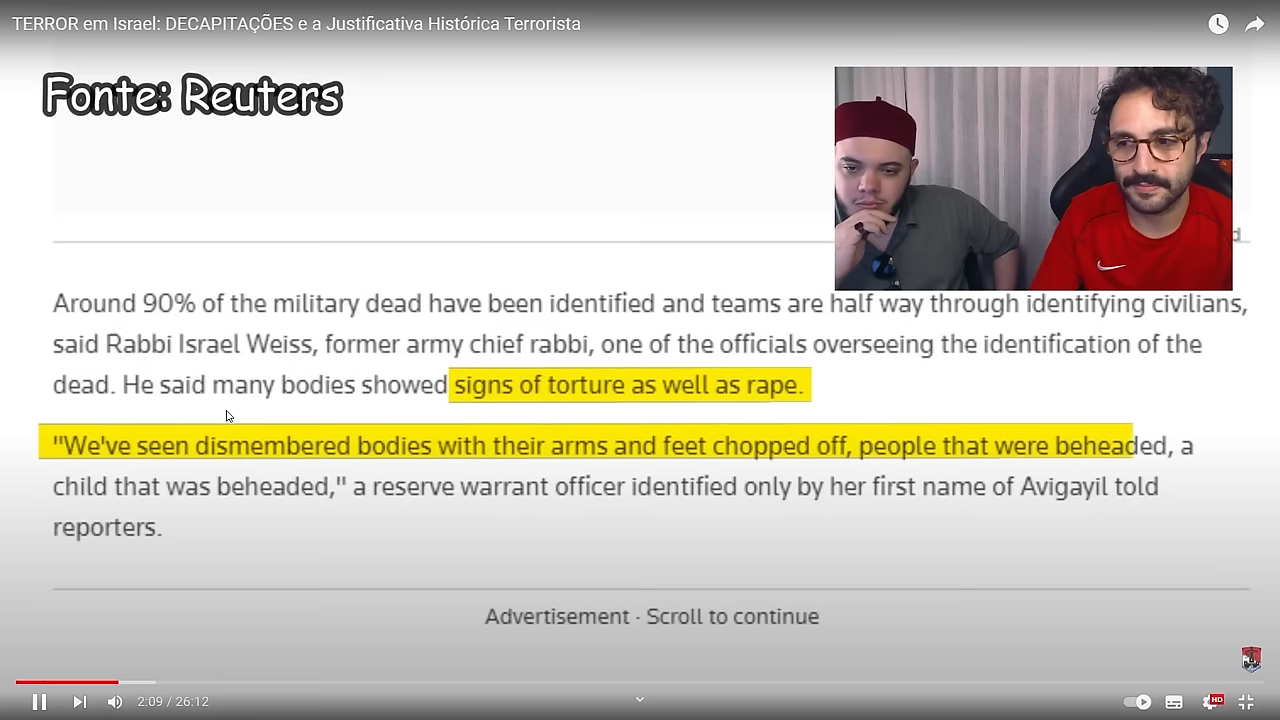 TERROR em Israel: DECAPITAÇÕES e a Justificativa Histórica Terrorista
Fonte: Reuters
Around 90% of the military dead have been identified and teams are half way through identifying civilians,
said Rabbi Israel Weiss, former army chief rabbi, one of the officials overseeing the identification of the
dead. He said many bodies showed signs of torture as well as rape.
"We've seen dismembered bodies with their arms and feet chopped off, people that were beheaded, a
child that was beheaded," a reserve warrant officer identified only by her first name of Avigayil told
reporters.
Advertisement · Scroll to continue
2:09 / 26:12
HD